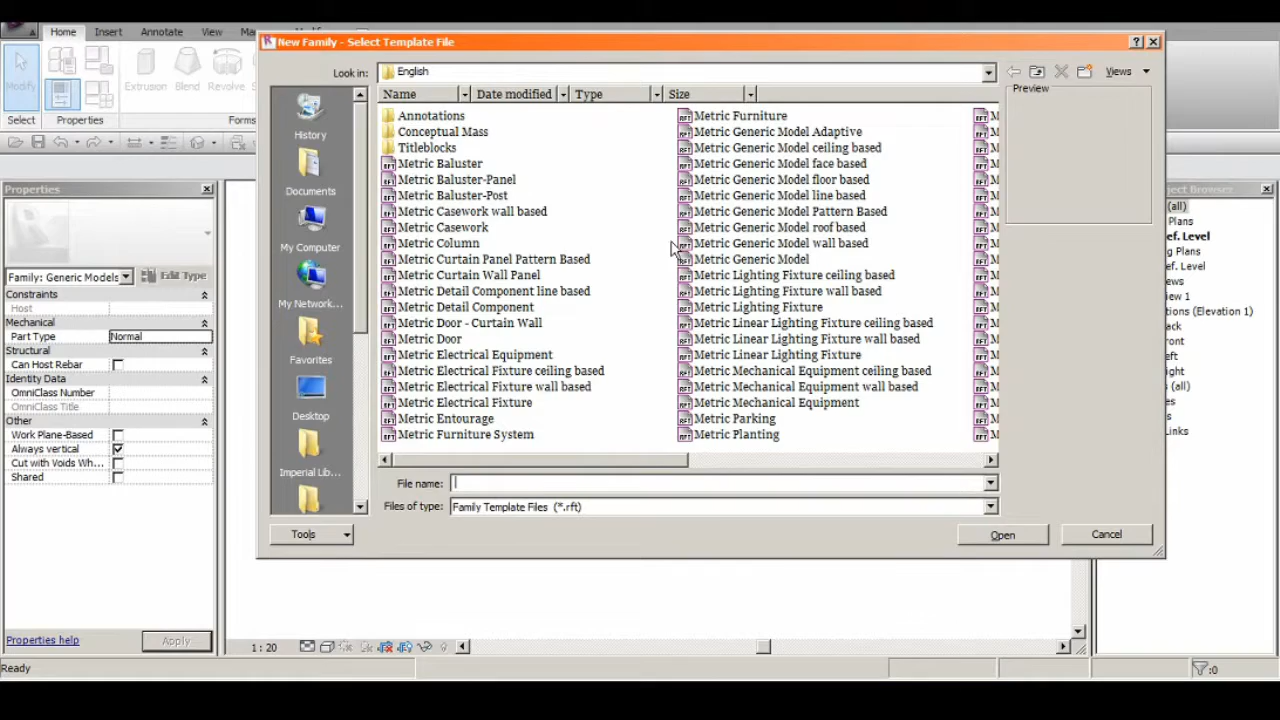 Home Insert Annotate View Ma
Modify
Extrusion Blend Revolve
Select Properties Forms
New Family - Select Template File
Look in: English
Views
Name Date modified Type Size
Preview
History
Documents
My Computer
My Network...
Favorites
Desktop
Imperial Lib...
Annotations
Conceptual Mass
Titleblocks
Metric Baluster
Metric Baluster-Panel
Metric Baluster-Post
Metric Casework wall based
Metric Casework
Metric Column
Metric Curtain Panel Pattern Based
Metric Curtain Wall Panel
Metric Detail Component line based
Metric Detail Component
Metric Door - Curtain Wall
Metric Door
Metric Electrical Equipment
Metric Electrical Fixture ceiling based
Metric Electrical Fixture wall based
Metric Electrical Fixture
Metric Entourage
Metric Furniture System
Metric Furniture
Metric Generic Model Adaptive
Metric Generic Model ceiling based
Metric Generic Model face based
Metric Generic Model floor based
Metric Generic Model line based
Metric Generic Model Pattern Based
Metric Generic Model roof based
Metric Generic Model wall based
Metric Generic Model
Metric Lighting Fixture ceiling based
Metric Lighting Fixture wall based
Metric Lighting Fixture
Metric Linear Lighting Fixture ceiling based
Metric Linear Lighting Fixture wall based
Metric Linear Lighting Fixture
Metric Mechanical Equipment ceiling based
Metric Mechanical Equipment wall based
Metric Mechanical Equipment
Metric Parking
Metric Planting
File name:
Files of type: Family Template Files (*.rft)
Tools
Open
Cancel
Properties
Family: Generic Models Edit Type
Constraints
Host
Mechanical
Part Type Normal
Structural
Can Host Rebar
Identity Data
OmniClass Number
OmniClass Title
Other
Work Plane-Based
Always vertical
Cut with Voids Wh...
Shared
Properties help Apply
1 : 20
Ready
:0
ject Browser
(all)
Plans
ef. Level
ng Plans
ef. Level
ews
ew 1
tions (Elevation 1)
ack
ront
eft
ght
s (all)
es
s
inks